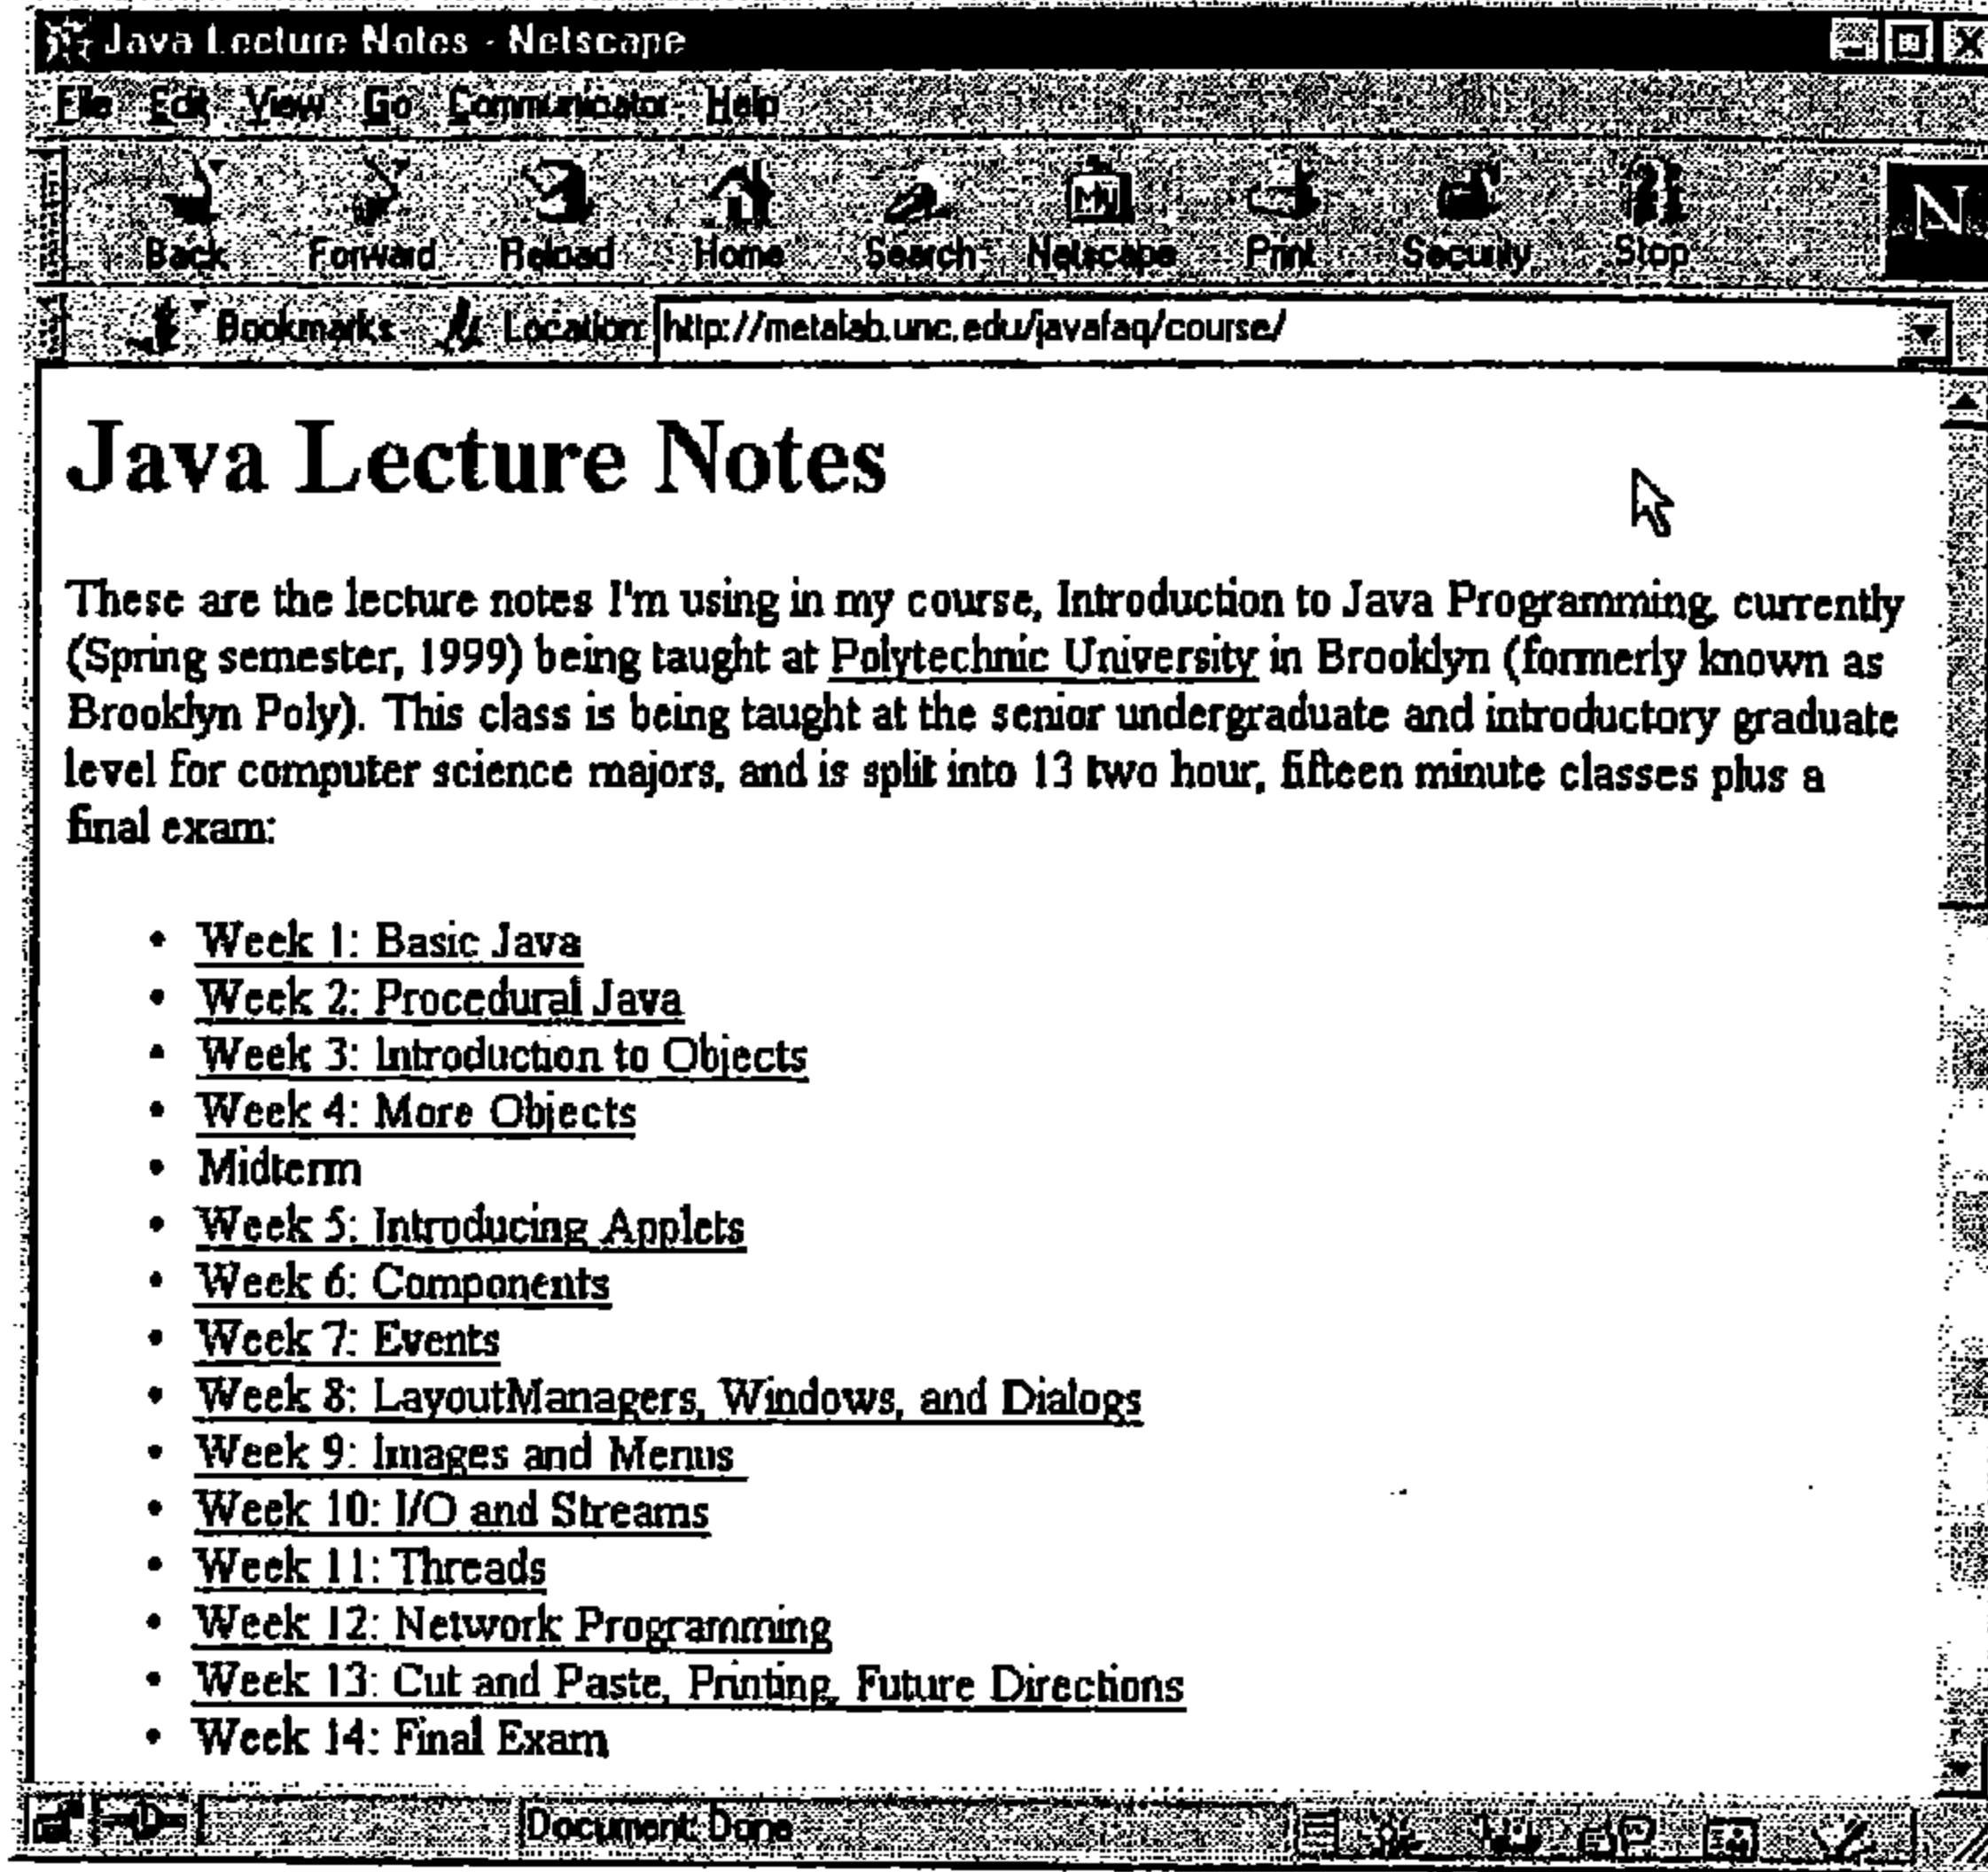 Java Lecture Notes - Netscape
File Edit View Go Communicator Help
My N
Back Forward Reload Home Search Netscape Print Security Stop
Bookmarks Location: http://metalab.unc.edu/javafaq/course/
Java Lecture Notes
These are the lecture notes I'm using in my course, Introduction to Java Programming, currently
(Spring semester, 1999) being taught at Polytechnic University in Brooklyn (formerly known as
Brooklyn Poly). This class is being taught at the senior undergraduate and introductory graduate
level for computer science majors, and is split into 13 two hour, fifteen minute classes plus a
final exam:
• Week 1: Basic Java
• Week 2: Procedural Java
• Week 3: Introduction to Objects
• Week 4: More Objects
• Midterm
• Week 5: Introducing Applets
• Week 6: Components
• Week 7: Events
• Week 8: LayoutManagers, Windows, and Dialogs
• Week 9: Images and Menus
• Week 10: I/O and Streams
• Week 11: Threads
• Week 12: Network Programming
• Week 13: Cut and Paste, Printing, Future Directions
• Week 14: Final Exam
Document: Done